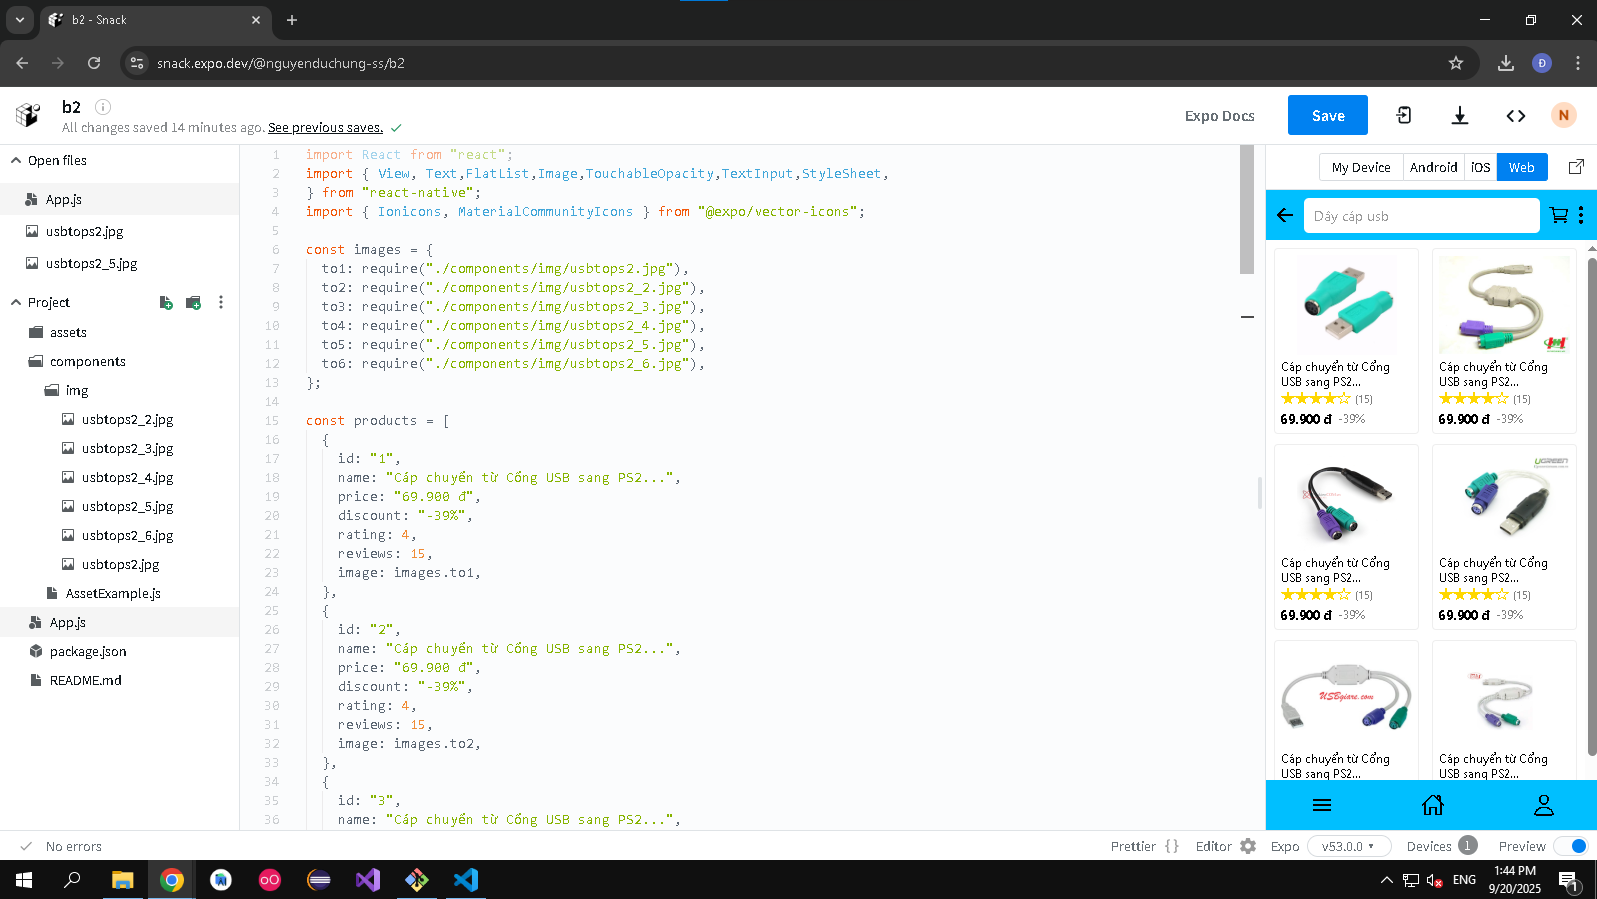 b2 - Snack
snack.expo.dev/@nguyenduchung-ss/b2
b2
All changes saved 14 minutes ago. See previous saves.
Expo Docs
Save
N
Đ
Open files
App.js
usbtops2.jpg
usbtops2_5.jpg
Project
assets
components
img
usbtops2_2.jpg
usbtops2_3.jpg
usbtops2_4.jpg
usbtops2_5.jpg
usbtops2_6.jpg
usbtops2.jpg
AssetExample.js
App.js
package.json
README.md
1 import React from "react";
2 import { View, Text,FlatList,Image,TouchableOpacity,TextInput,StyleSheet,
3 } from "react-native";
4 import { Ionicons, MaterialCommunityIcons } from "@expo/vector-icons";
5
6 const images = {
7 to1: require("./components/img/usbtops2.jpg"),
8 to2: require("./components/img/usbtops2_2.jpg"),
9 to3: require("./components/img/usbtops2_3.jpg"),
10 to4: require("./components/img/usbtops2_4.jpg"),
11 to5: require("./components/img/usbtops2_5.jpg"),
12 to6: require("./components/img/usbtops2_6.jpg"),
13 };
14
15 const products = [
16 {
17 id: "1",
18 name: "Cáp chuyển từ Cổng USB sang PS2...",
19 price: "69.900 đ",
20 discount: "-39%",
21 rating: 4,
22 reviews: 15,
23 image: images.to1,
24 },
25 {
26 id: "2",
27 name: "Cáp chuyển từ Cổng USB sang PS2...",
28 price: "69.900 đ",
29 discount: "-39%",
30 rating: 4,
31 reviews: 15,
32 image: images.to2,
33 },
34 {
35 id: "3",
36 name: "Cáp chuyển từ Cổng USB sang PS2...",
My Device Android iOS Web
Dây cáp usb
Cáp chuyển từ Cổng
USB sang PS2...
(15)
69.900 đ -39%
Cáp chuyển từ Cổng
USB sang PS2...
(15)
69.900 đ -39%
Cáp chuyển từ Cổng
USB sang PS2...
(15)
69.900 đ -39%
UGREEN
Cáp chuyển từ Cổng
USB sang PS2...
(15)
69.900 đ -39%
USBgiare.com
Cáp chuyển từ Cổng
USB sang PS2...
Cáp chuyển từ Cổng
USB sang PS2...
No errors
Prettier { } Editor Expo v53.0.0 Devices 1 Preview
ENG
1:44 PM
9/20/2025
1